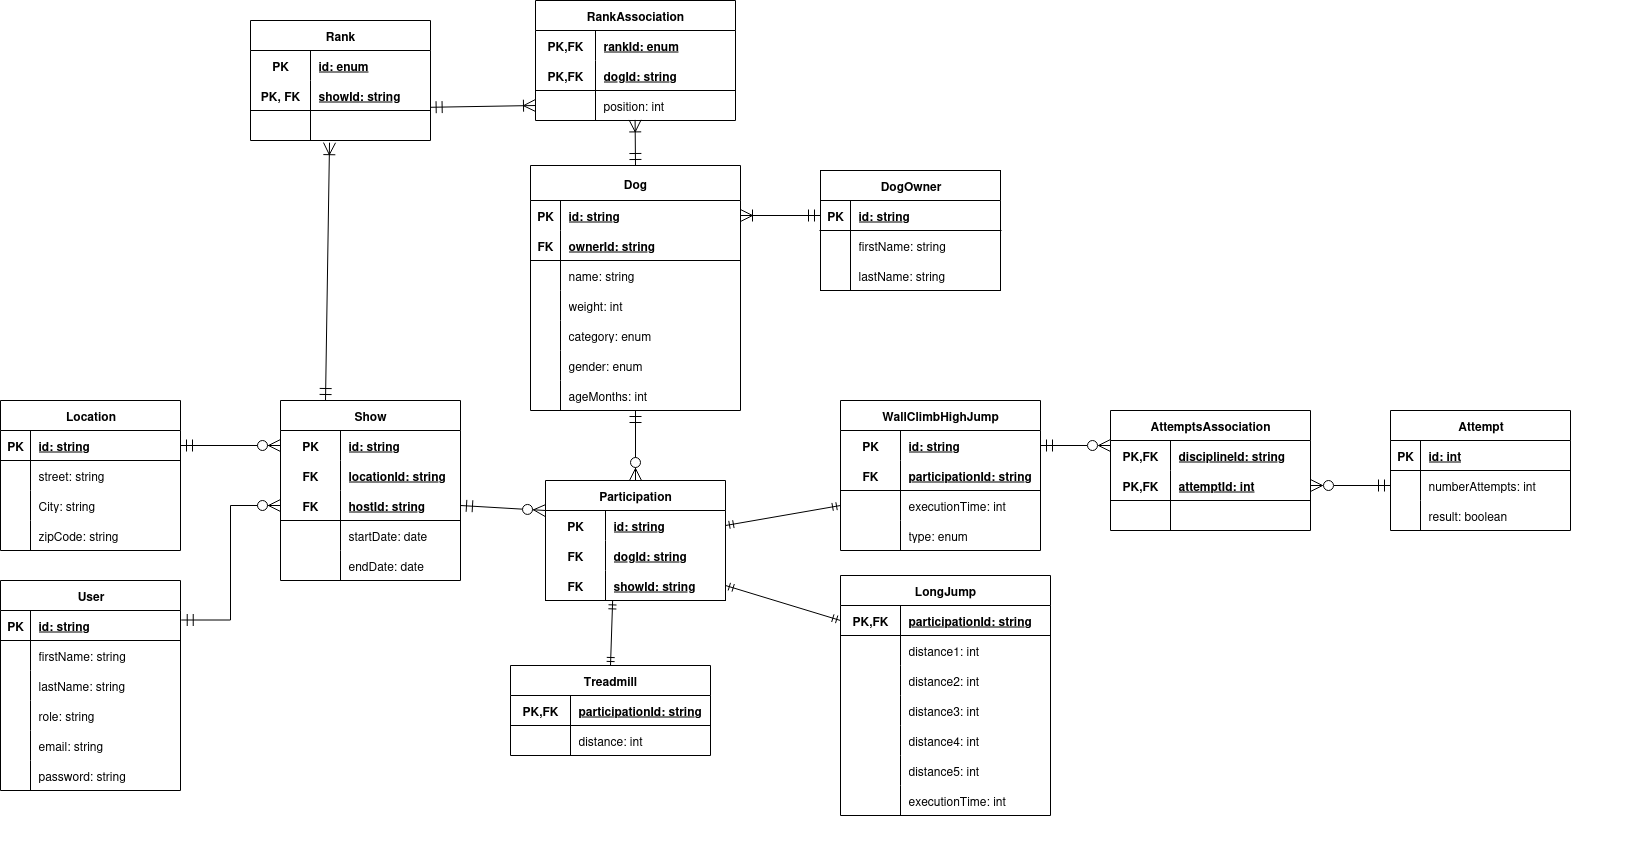 Rank
PK id: enum
PK, FK showId: string
RankAssociation
PK,FK rankId: enum
PK,FK dogId: string
position: int
Dog
PK id: string
FK ownerId: string
name: string
weight: int
category: enum
gender: enum
ageMonths: int
DogOwner
PK id: string
firstName: string
lastName: string
Location
PK id: string
street: string
City: string
zipCode: string
Show
PK id: string
FK locationId: string
FK hostId: string
startDate: date
endDate: date
WallClimbHighJump
PK id: string
FK participationId: string
executionTime: int
type: enum
AttemptsAssociation
PK,FK disciplineId: string
PK,FK attemptId: int
Attempt
PK id: int
numberAttempts: int
result: boolean
Participation
PK id: string
FK dogId: string
FK showId: string
User
PK id: string
firstName: string
lastName: string
role: string
email: string
password: string
LongJump
PK,FK participationId: string
distance1: int
distance2: int
distance3: int
distance4: int
distance5: int
executionTime: int
Treadmill
PK,FK participationId: string
distance: int